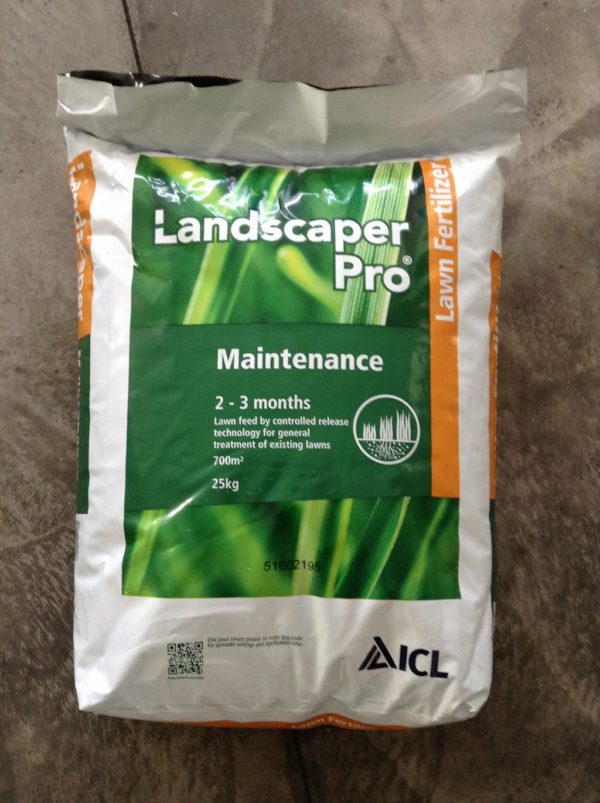 Landscaper
Pro®
Lawn Fertilizer
Maintenance
2 - 3 months
Lawn feed by controlled release
technology for general
treatment of existing lawns
700m²
25kg
51602195
Use your smart phone to scan this code
for spreader settings and application rates
ICL
Lawn Fertilizer